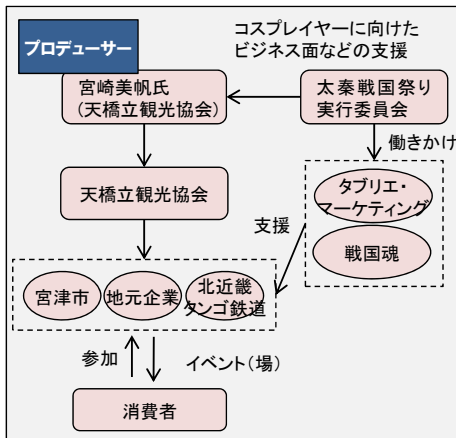 コスプレイヤーに向けた
ビジネス面などの支援
プロデューサー
宮崎美帆氏
(天橋立観光協会)
太秦戦国祭り
実行委員会
働きかけ
天橋立観光協会
タブリエ・
マーケティング
支援
戦国魂
宮津市
地元企業
北近畿
タンゴ鉄道
参加
イベント(場)
消費者